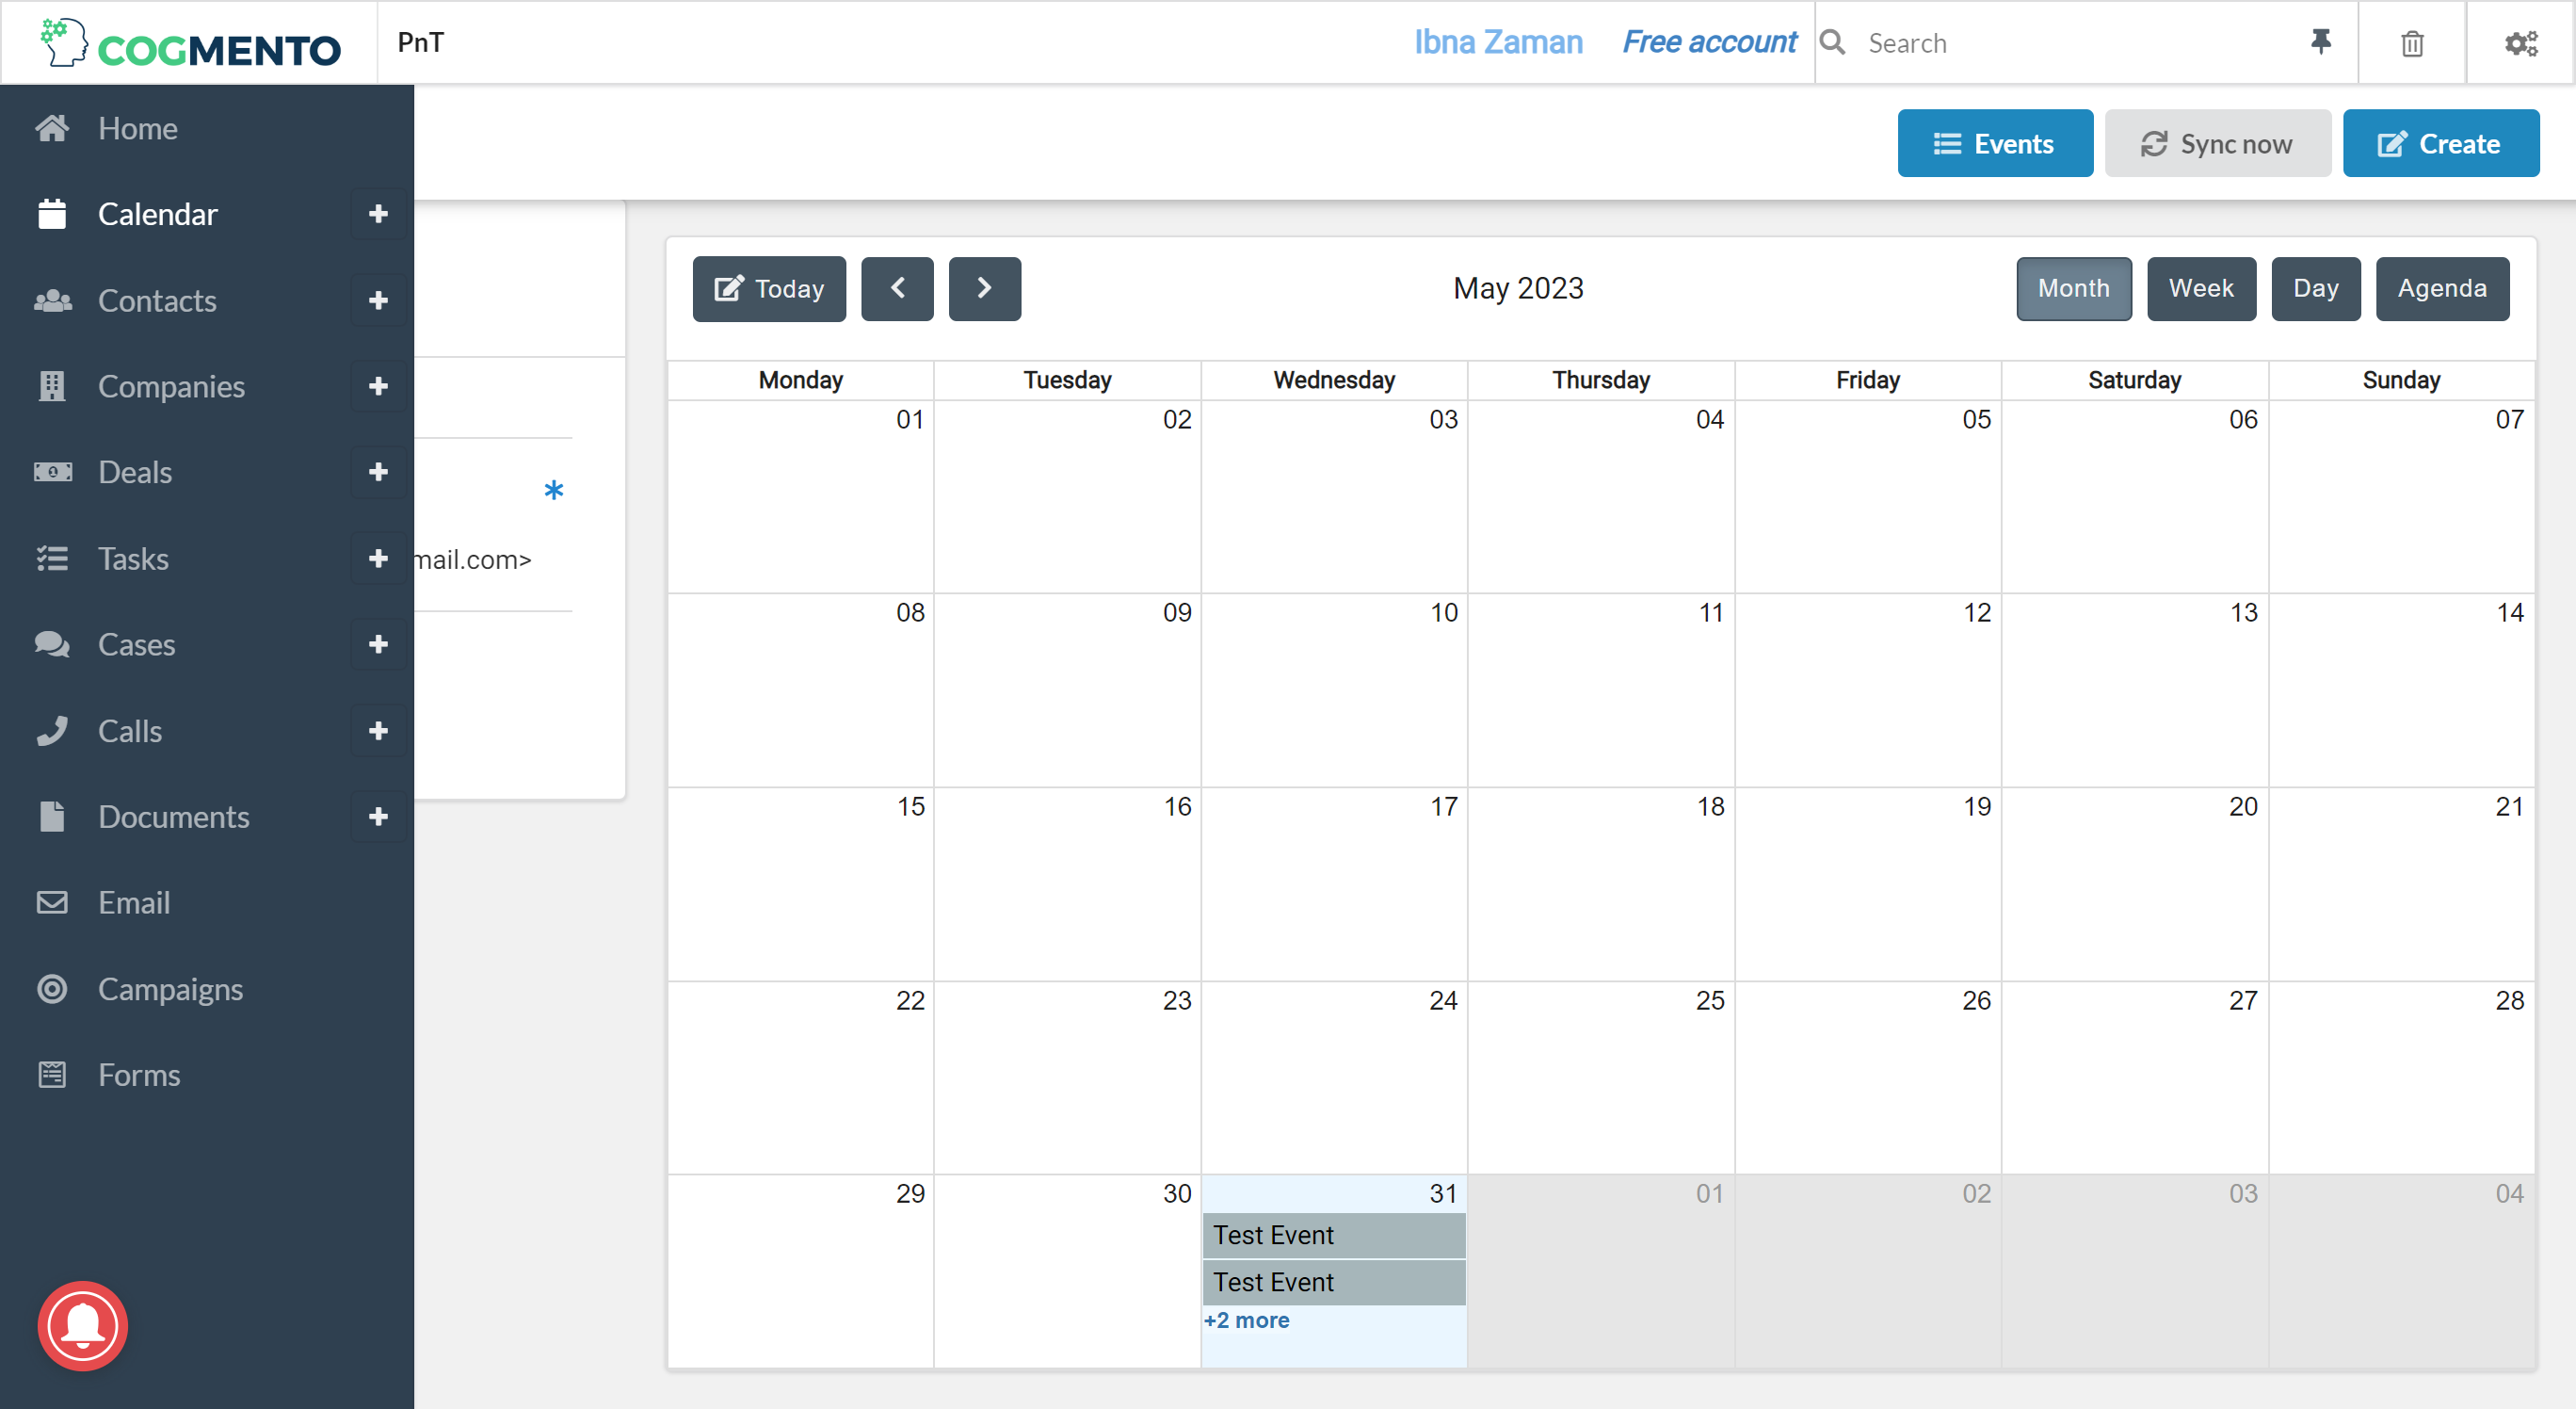 COGMENTO
PnT
Ibna Zaman
Free account
Search
Home
Calendar
Contacts
Companies
Deals
Tasks
Cases
Calls
Documents
Email
Campaigns
Forms
Events
Sync now
Create
mail.com>
Today
May 2023
Month
Week
Day
Agenda
Monday Tuesday Wednesday Thursday Friday Saturday Sunday
01 02 03 04 05 06 07
08 09 10 11 12 13 14
15 16 17 18 19 20 21
22 23 24 25 26 27 28
29 30 31 01 02 03 04
Test Event
Test Event
+2 more